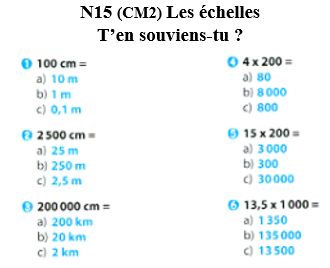 N15 (CM2) Les échelles
T'en souviens-tu ?
1 100 cm =
a) 10 m
b) 1 m
c) 0,1 m
2 2 500 cm =
a) 25 m
b) 250 m
c) 2,5 m
3 200 000 cm =
a) 200 km
b) 20 km
c) 2 km
4 4 x 200 =
a) 80
b) 8 000
c) 800
5 15 x 200 =
a) 3 000
b) 300
c) 30 000
6 13,5 x 1 000 =
a) 1 350
b) 135 000
c) 13 500